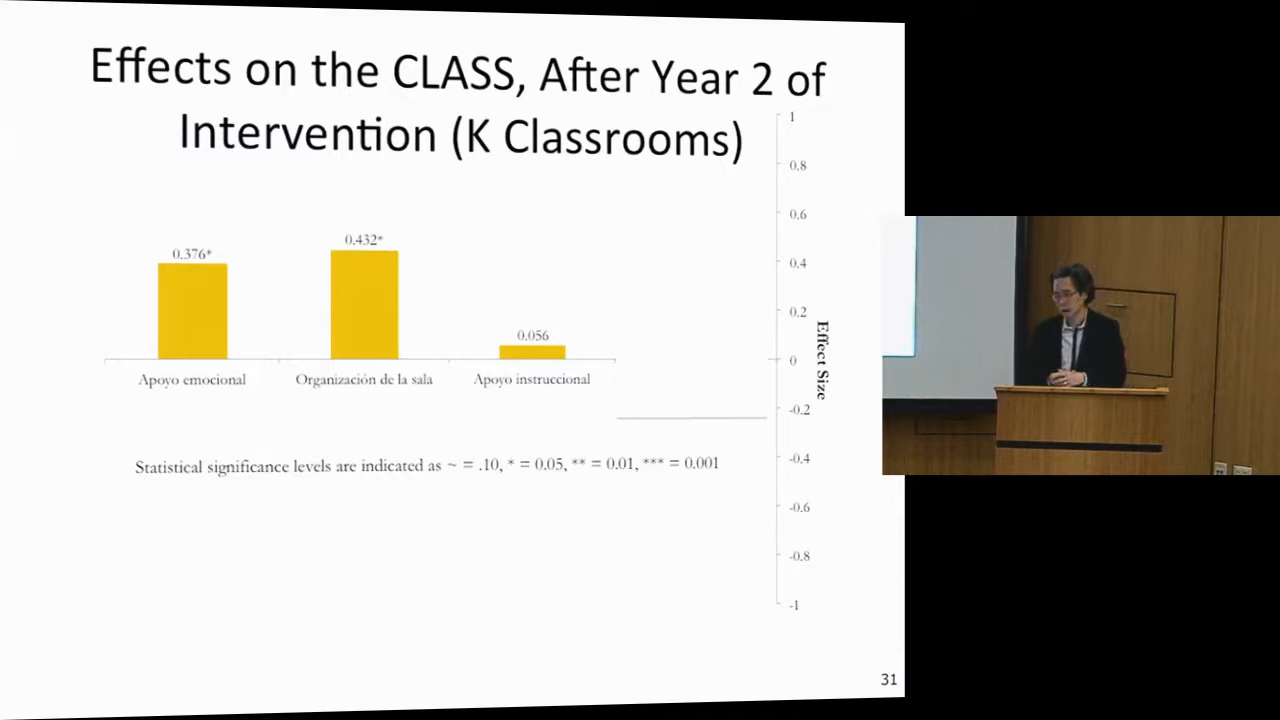 Effects on the CLASS, After Year 2 of
Intervention (K Classrooms)
1
0.8
0.6
0.4
0.2
0
-0.2
-0.4
-0.6
-0.8
-1
Effect Size
0.376*
0.432*
0.056
Apoyo emocional
Organización de la sala
Apoyo instruccional
Statistical significance levels are indicated as ~ = .10, * = 0.05, ** = 0.01, *** = 0.001
31